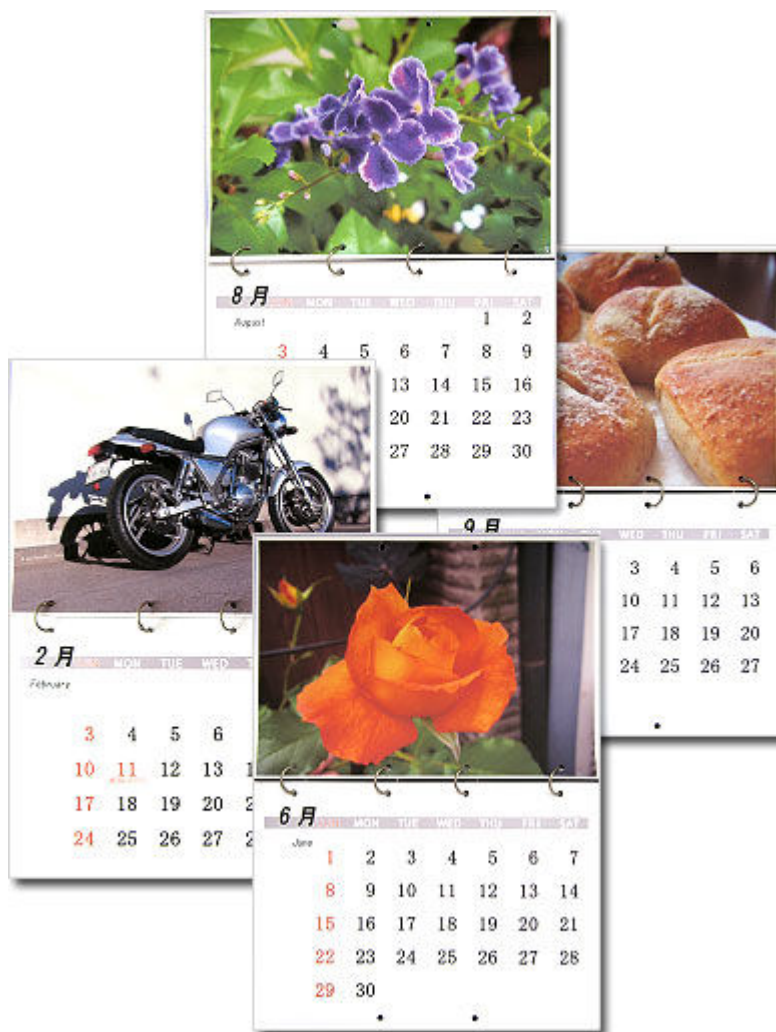 8月
MON TUE WED THU FRI SAT
August
1 2
3 4 5 6 7 8 9
13 14 15 16
20 21 22 23
27 28 29 30
9月
WED THU FRI SAT
3 4 5 6
10 11 12 13
17 18 19 20
24 25 26 27
2月
MON TUE WED
February
3 4 5 6
10 11 12 13
17 18 19 20
24 25 26 27
6月
MON TUE WED THU FRI SAT
June
1 2 3 4 5 6 7
8 9 10 11 12 13 14
15 16 17 18 19 20 21
22 23 24 25 26 27 28
29 30